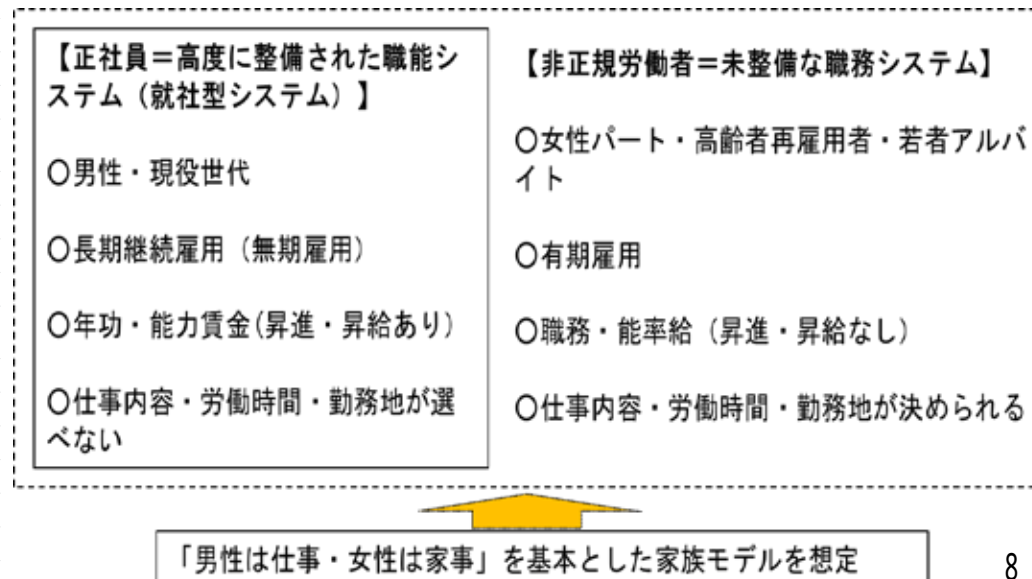 【正社員＝高度に整備された職能シ
ステム（就社型システム）】
〇男性・現役世代
〇長期継続雇用（無期雇用）
〇年功・能力賃金(昇進・昇給あり)
〇仕事内容・労働時間・勤務地が選
べない
【非正規労働者＝未整備な職務システム】
〇女性パート・高齢者再雇用者・若者アルバ
イト
〇有期雇用
〇職務・能率給（昇進・昇給なし）
〇仕事内容・労働時間・勤務地が決められる
「男性は仕事・女性は家事」を基本とした家族モデルを想定
8